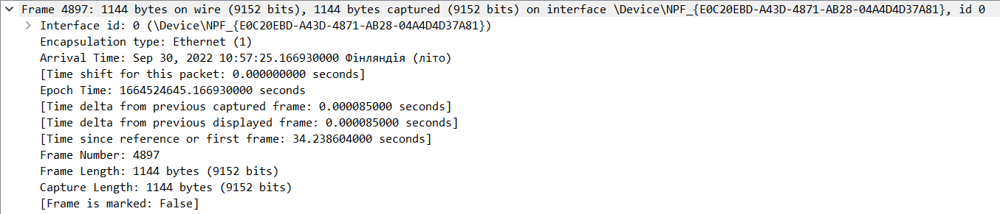 Frame 4897: 1144 bytes on wire (9152 bits), 1144 bytes captured (9152 bits) on interface \Device\NPF_{E0C20EBD-A43D-4871-AB28-04A4D4D37A81}, id 0
Interface id: 0 (\Device\NPF_{E0C20EBD-A43D-4871-AB28-04A4D4D37A81})
Encapsulation type: Ethernet (1)
Arrival Time: Sep 30, 2022 10:57:25.166930000 Фінляндія (літо)
[Time shift for this packet: 0.000000000 seconds]
Epoch Time: 1664524645.166930000 seconds
[Time delta from previous captured frame: 0.000085000 seconds]
[Time delta from previous displayed frame: 0.000085000 seconds]
[Time since reference or first frame: 34.238604000 seconds]
Frame Number: 4897
Frame Length: 1144 bytes (9152 bits)
Capture Length: 1144 bytes (9152 bits)
[Frame is marked: False]